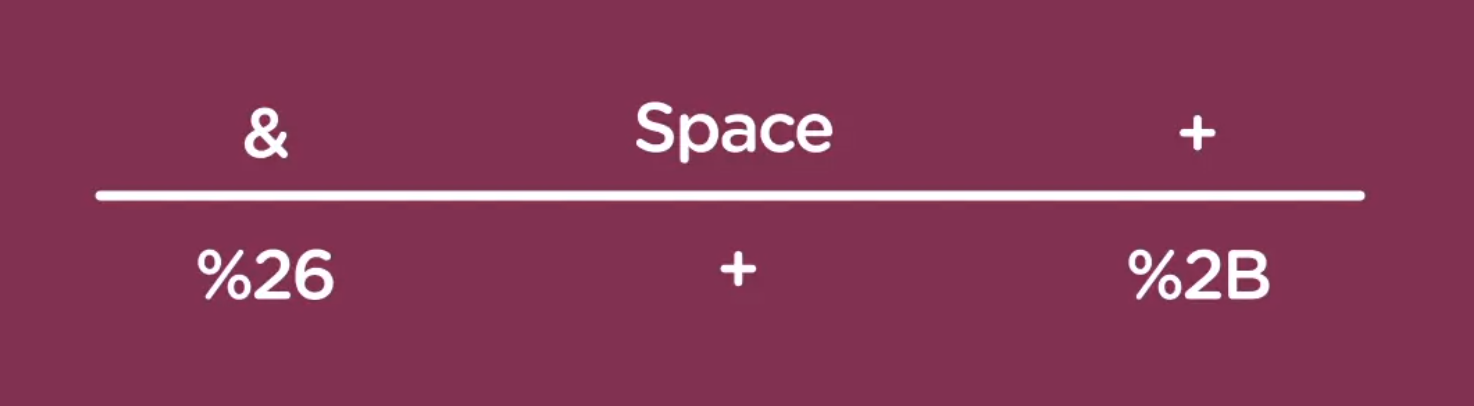 & Space +
%26 + %2B